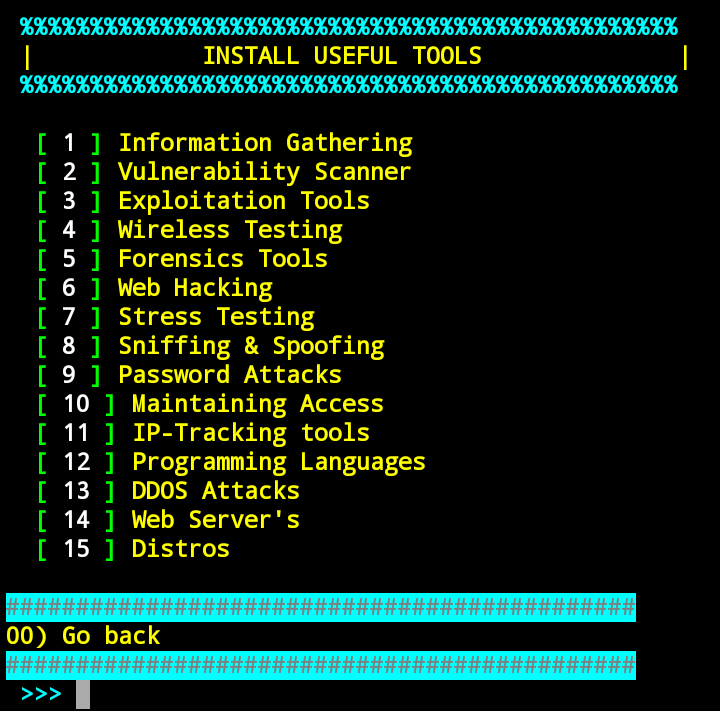 %%%%%%%%%%%%%%%%%%%%%%%%%%%%%%%%%%%%%%%%%%%%%%%
| INSTALL USEFUL TOOLS |
%%%%%%%%%%%%%%%%%%%%%%%%%%%%%%%%%%%%%%%%%%%%%%%
[ 1 ] Information Gathering
[ 2 ] Vulnerability Scanner
[ 3 ] Exploitation Tools
[ 4 ] Wireless Testing
[ 5 ] Forensics Tools
[ 6 ] Web Hacking
[ 7 ] Stress Testing
[ 8 ] Sniffing & Spoofing
[ 9 ] Password Attacks
[ 10 ] Maintaining Access
[ 11 ] IP-Tracking tools
[ 12 ] Programming Languages
[ 13 ] DDOS Attacks
[ 14 ] Web Server's
[ 15 ] Distros
#############################################
00) Go back
#############################################
>>>